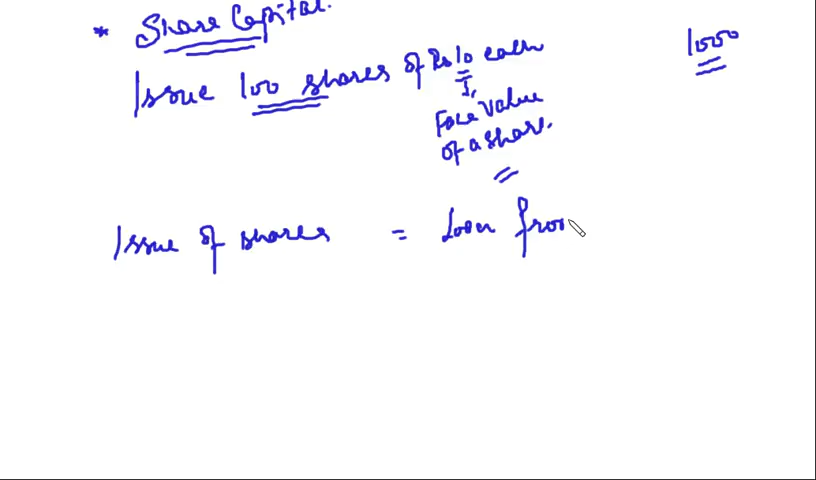 * Share Capital.
Issue 100 shares of Rs 10 each
1000
Face Value
of a share.
Issue of shares = Loan from